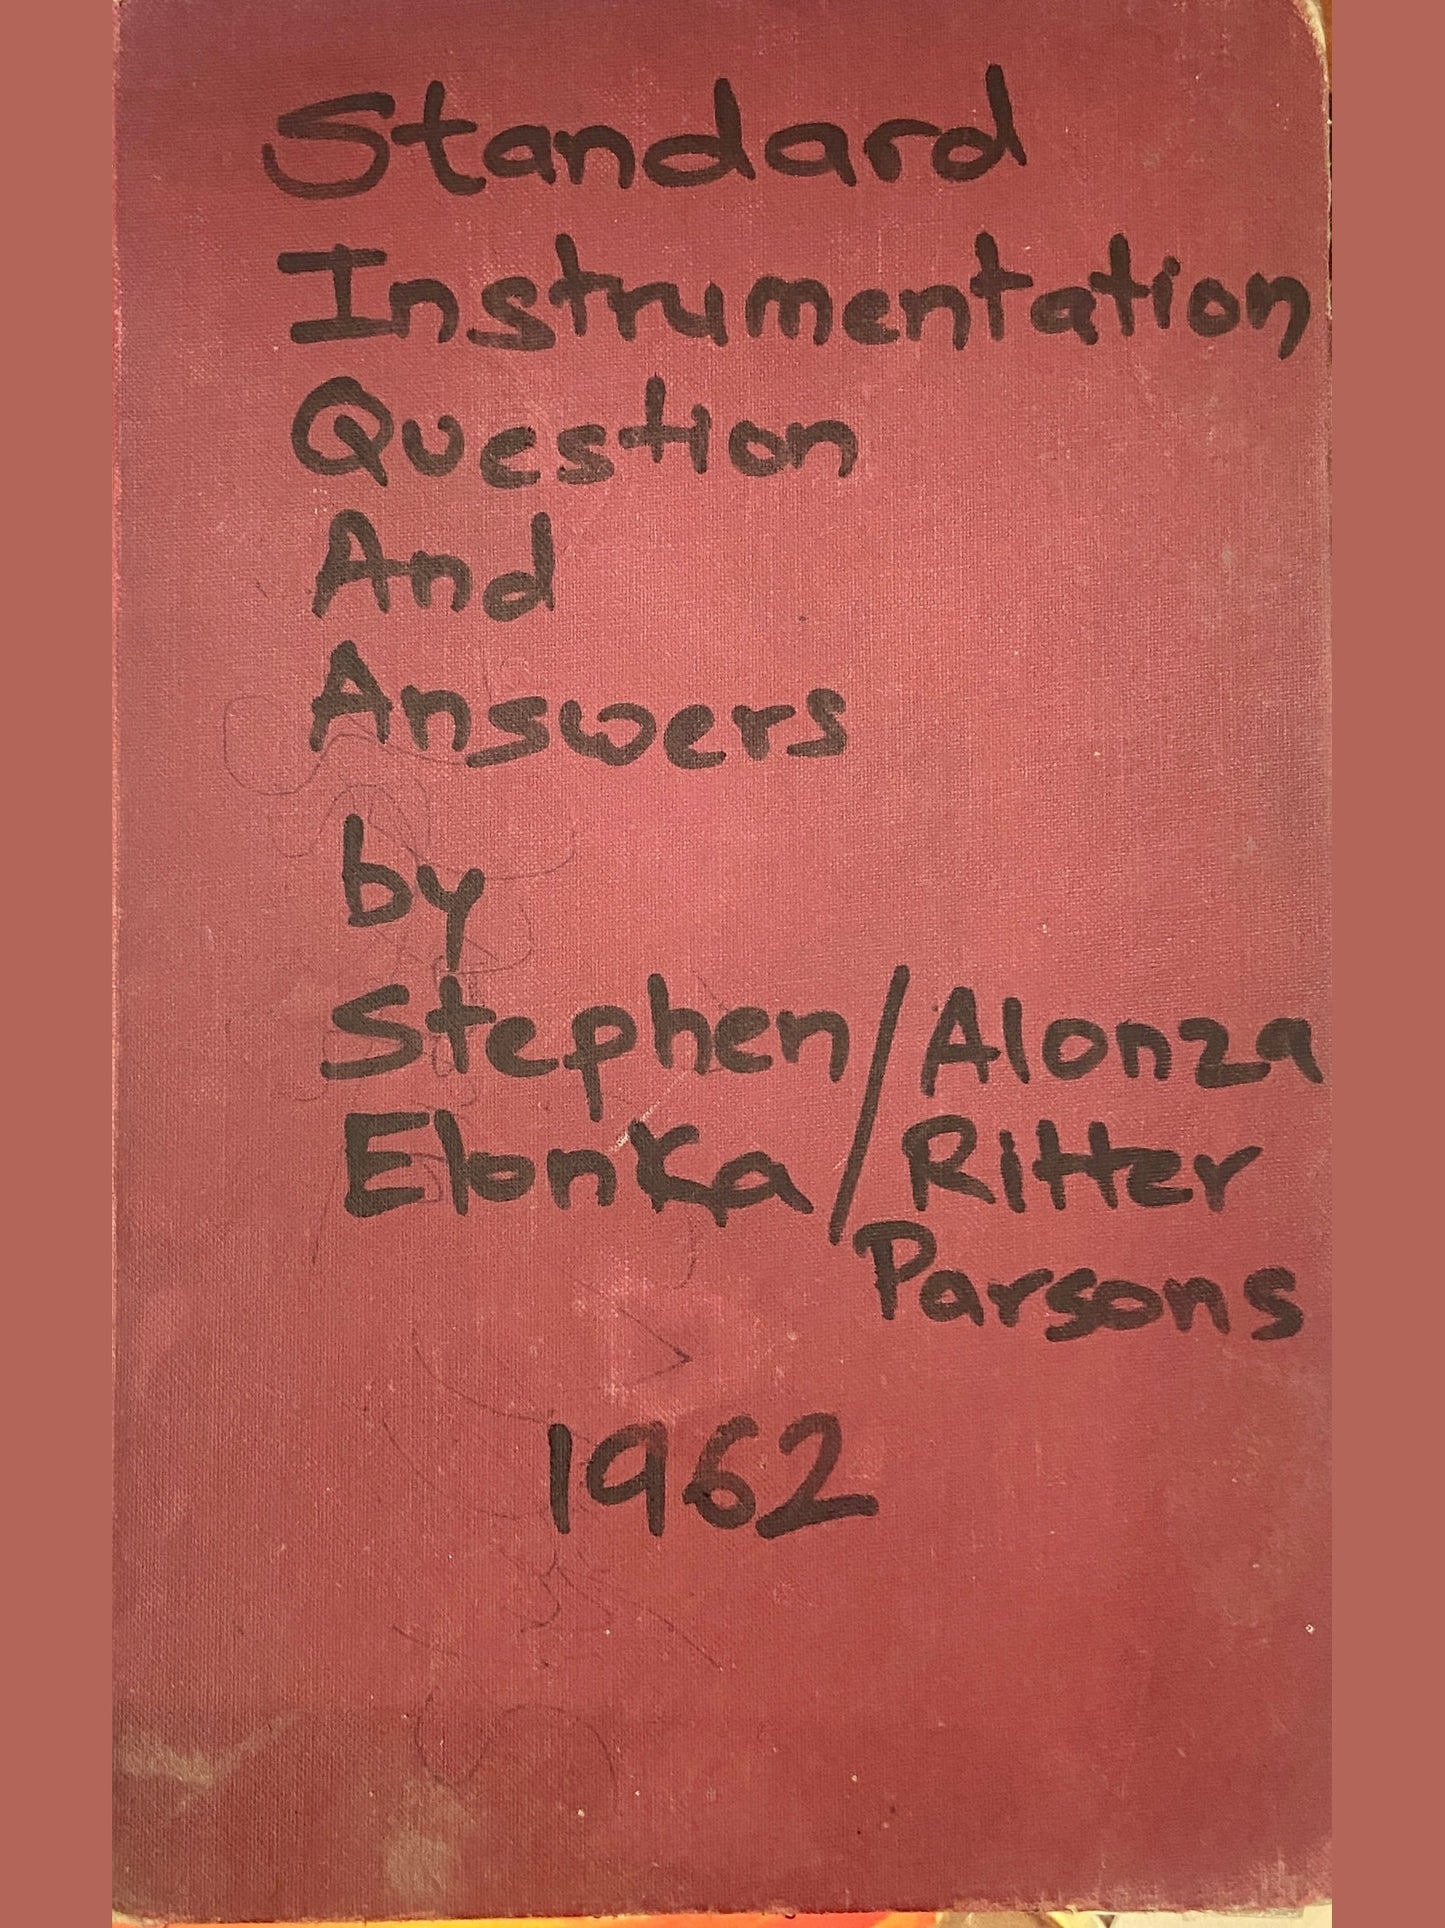 Standard
Instrumentation
Question
And
Answers
by
Stephen/Alonza
Elonka/Ritter
Parsons
1962